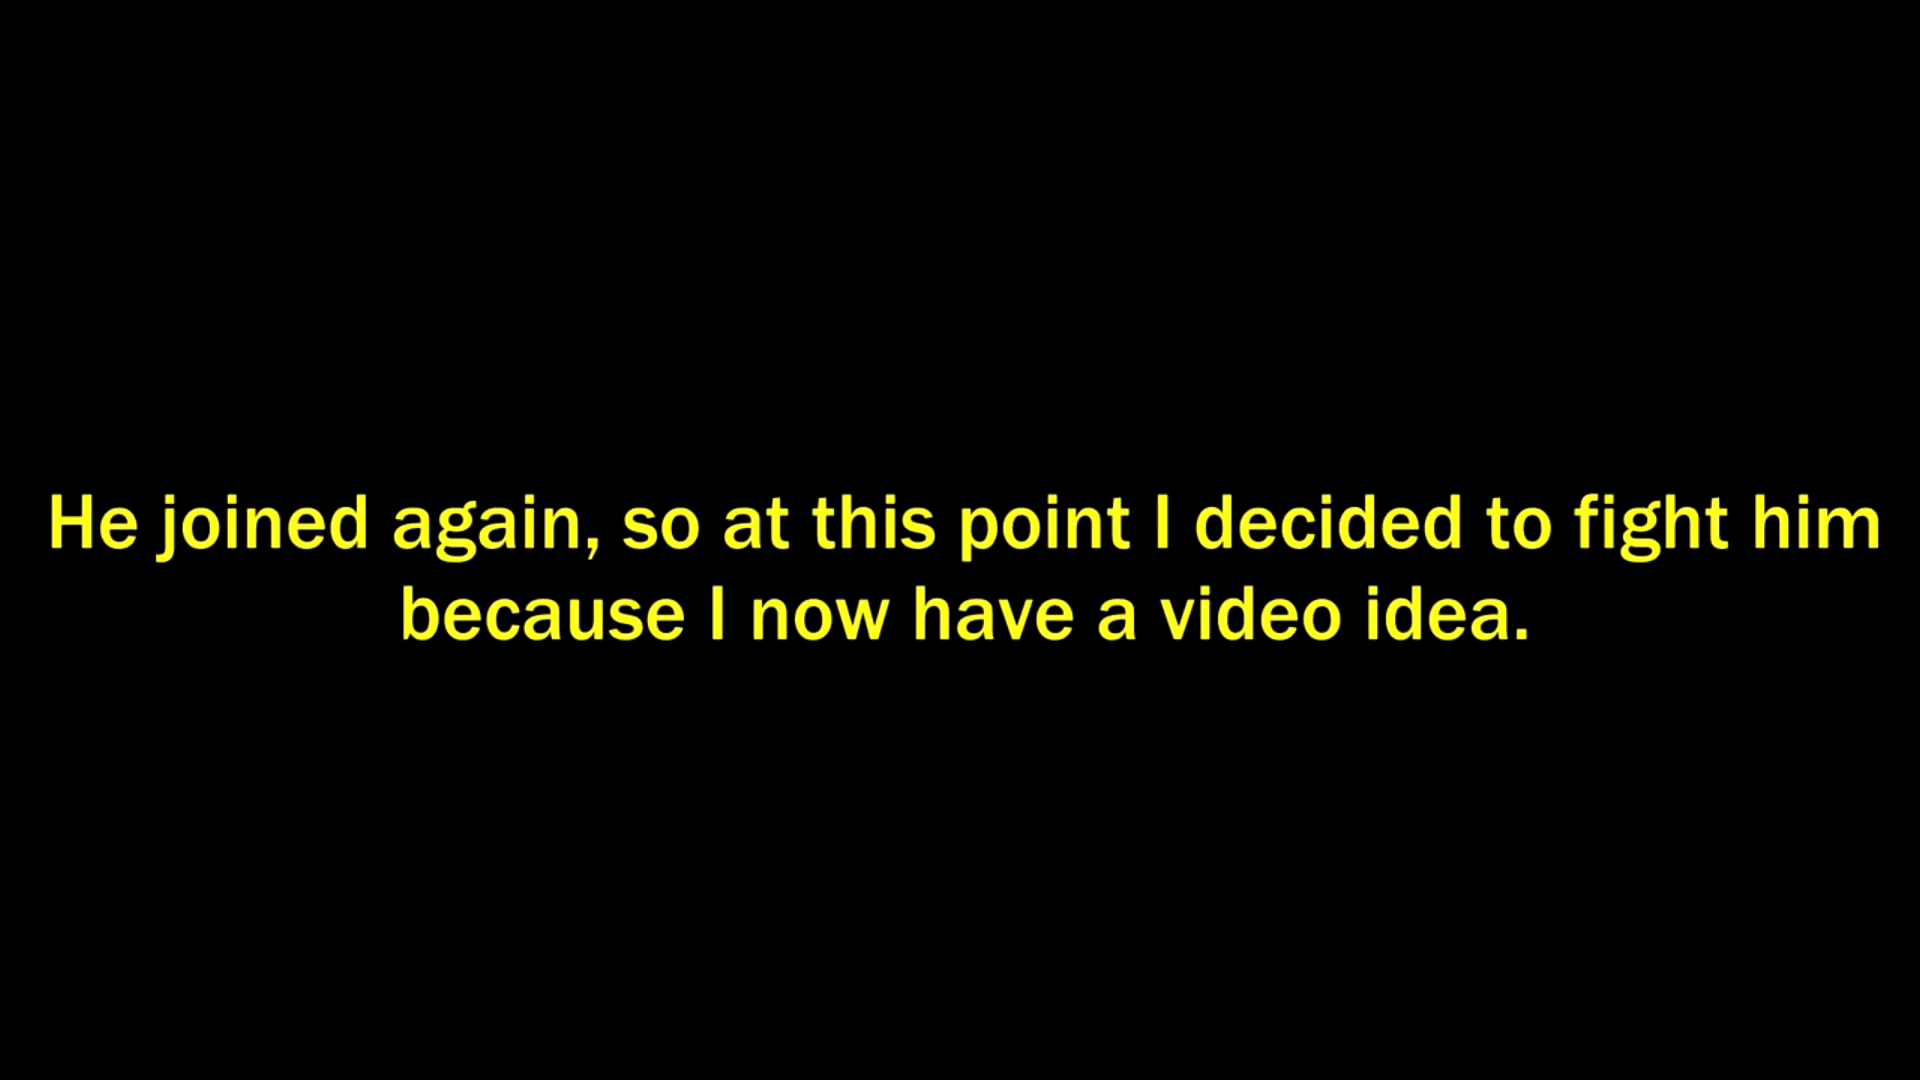 He joined again, so at this point I decided to fight him
because I now have a video idea.